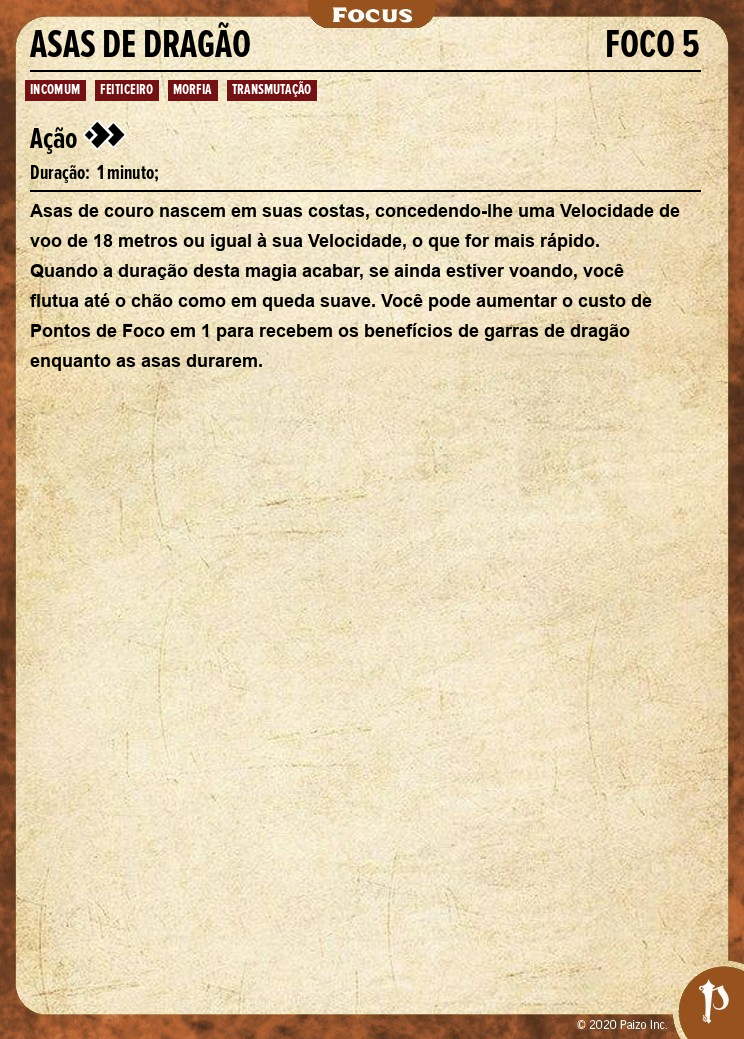 Focus
ASAS DE DRAGÃO FOCO 5
INCOMUM FEITICEIRO MORFIA TRANSMUTAÇÃO
Ação
Duração: 1 minuto;
Asas de couro nascem em suas costas, concedendo-lhe uma Velocidade de
voo de 18 metros ou igual à sua Velocidade, o que for mais rápido.
Quando a duração desta magia acabar, se ainda estiver voando, você
flutua até o chão como em queda suave. Você pode aumentar o custo de
Pontos de Foco em 1 para recebem os benefícios de garras de dragão
enquanto as asas durarem.
© 2020 Paizo Inc.
P